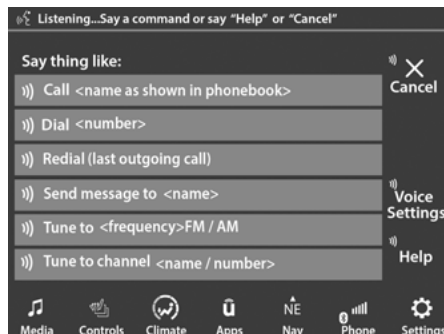 Listening...Say a command or say "Help" or "Cancel"
Say thing like:
Call <name as shown in phonebook>
Cancel
Dial <number>
Redial (last outgoing call)
Send message to <name>
Voice
Settings
Tune to <frequency>FM / AM
Help
Tune to channel <name / number>
û NE
Media Controls Climate Apps Nav Phone Settings